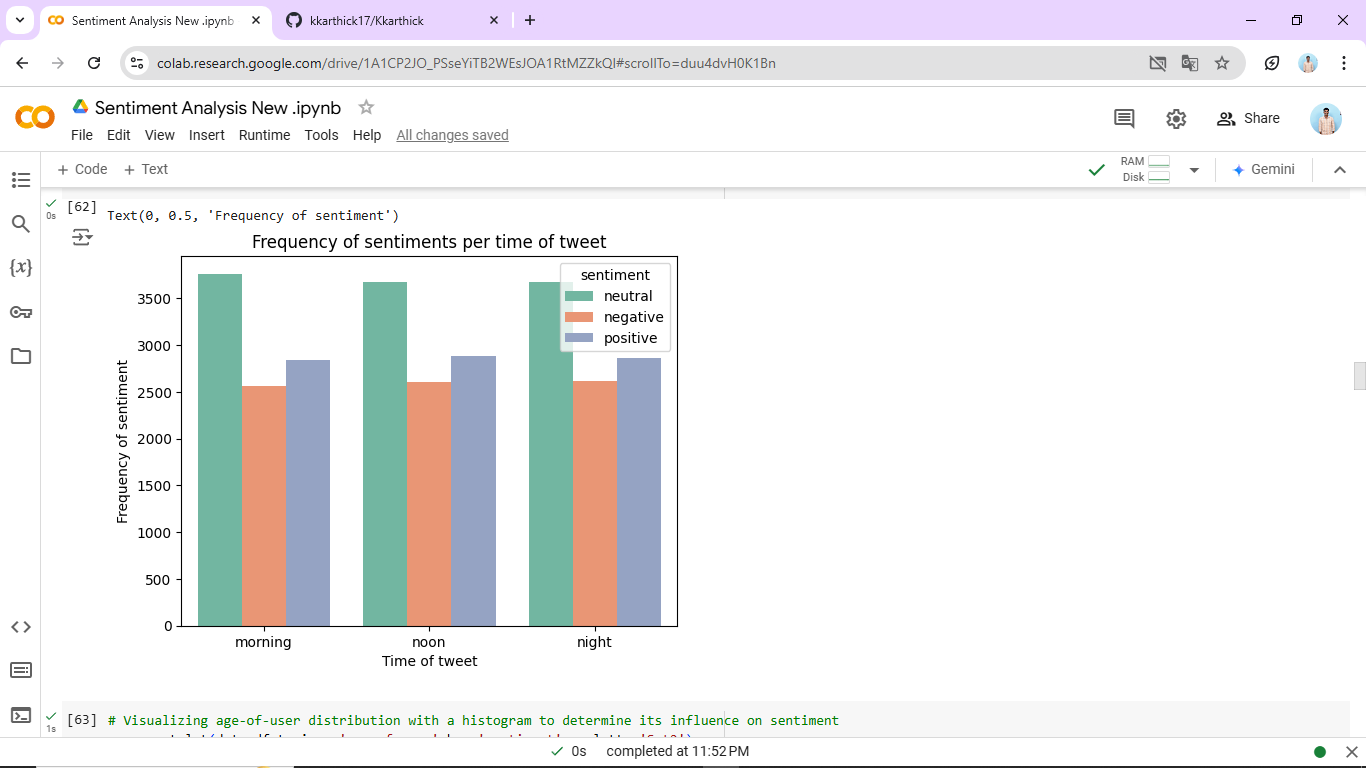 Sentiment Analysis New .ipynb
kkarthick17/Kkarthick
colab.research.google.com/drive/1A1CP2JO_PSseYiTB2WEsJOA1RtMZZkQI#scrollTo=duu4dvH0K1Bn
Sentiment Analysis New .ipynb
File Edit View Insert Runtime Tools Help All changes saved
Share
+ Code + Text
RAM
Disk
Gemini
[62]
0s
Text(0, 0.5, 'Frequency of sentiment')
Frequency of sentiments per time of tweet
sentiment
neutral
negative
positive
3500
3000
2500
2000
1500
1000
500
0
Frequency of sentiment
morning noon night
Time of tweet
[63] # Visualizing age-of-user distribution with a histogram to determine its influence on sentiment
1s
0s completed at 11:52 PM